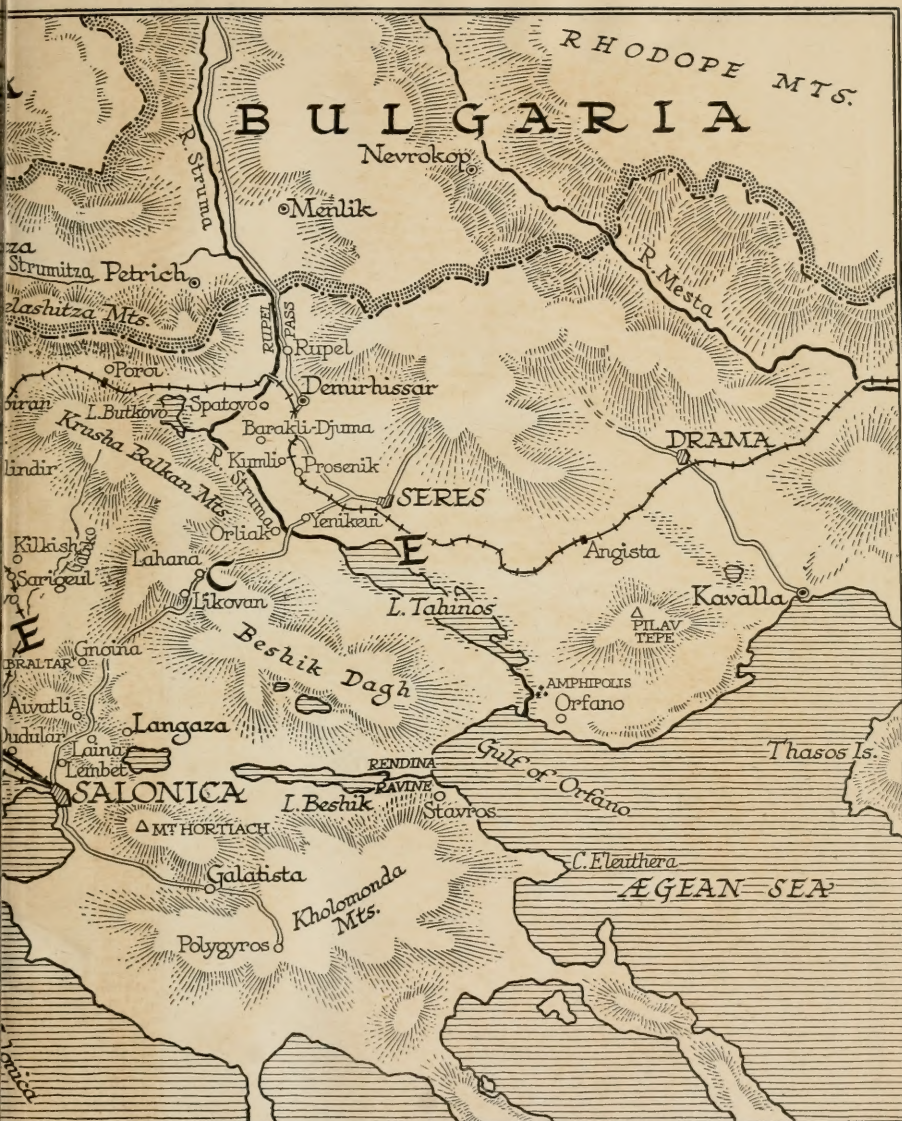 RHODOPE MTS.
BULGARIA
Nevrokop
R. Struma
Menlik
Strumitza
Petrich
R. Mesta
elashitza Mts.
RUPEL
PASS
Rupel
Poroi
Demirhissar
L. Butkovo
Spatovo
Barakli-Djuma
Krusha Balkan Mts.
DRAMA
R. Struma
Kumli
Prosenik
SERES
Yenikeui
Orliak
E
Angista
Kilkish
Lahana
C
Sarigeul
Likovan
L. Tahinos
Kavalla
PILAV
TEPE
E
Beshik Dagh
Gnoina
AMPHIPOLIS
Orfano
Aivatli
Langaza
Laina
Lembet
Gulf of Orfano
Thasos Is.
RENDINA
RAVINE
SALONICA
L. Beshik
Stavros
MT HORTIACH
C. Eleuthera
ÆGEAN SEA
Galatista
Kholomonda
Mts.
Polygyros